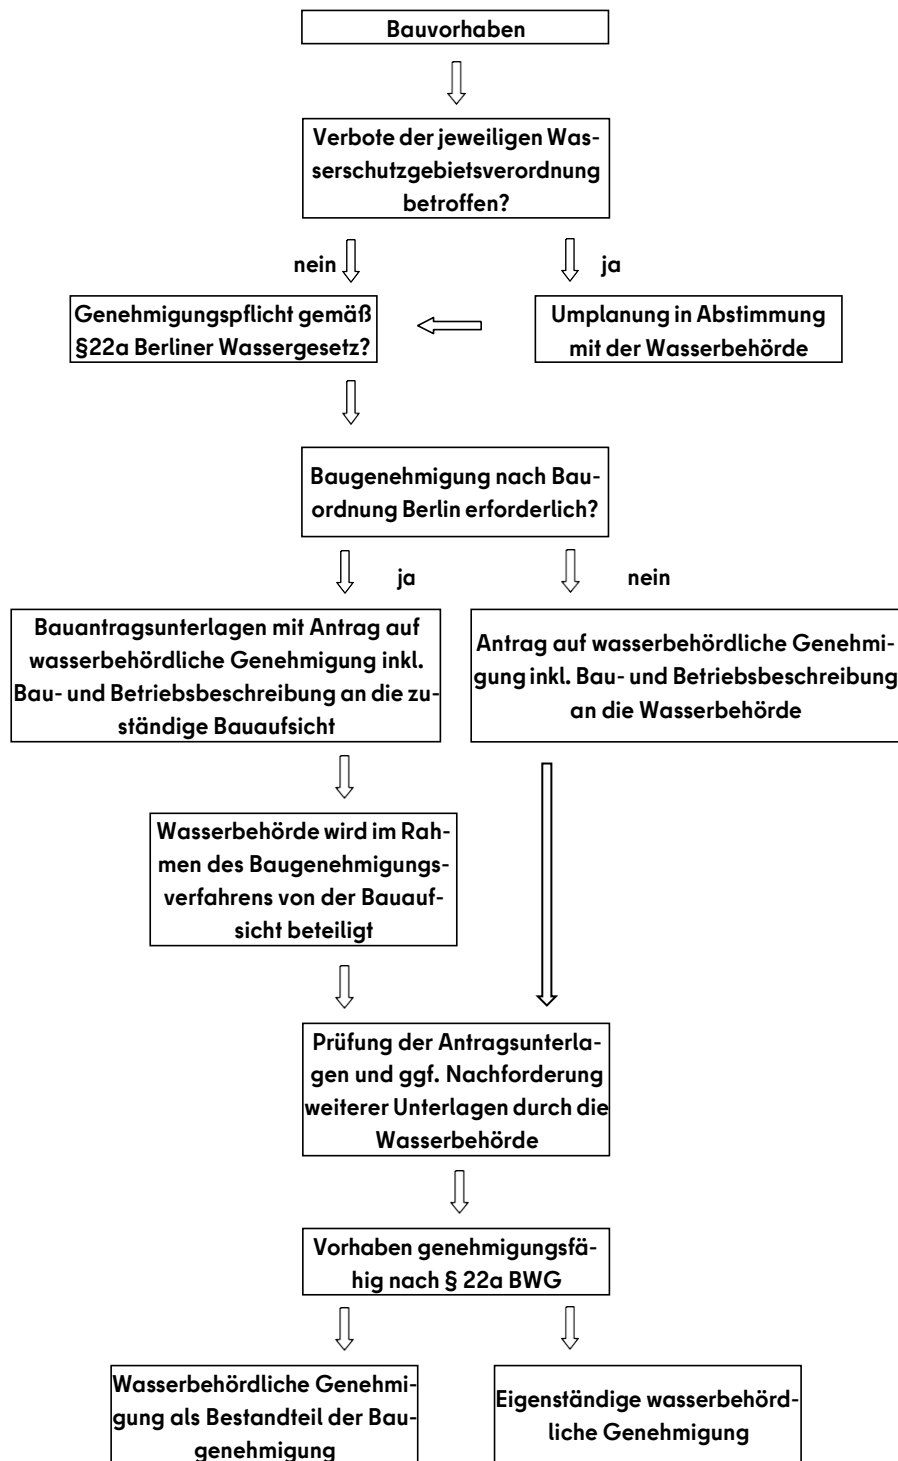 Bauvorhaben
Verbote der jeweiligen Was-
serschutzgebietsverordnung
betroffen?
nein
ja
Genehmigungspflicht gemäß
§22a Berliner Wassergesetz?
Umplanung in Abstimmung
mit der Wasserbehörde
Baugenehmigung nach Bau-
ordnung Berlin erforderlich?
ja
nein
Bauantragsunterlagen mit Antrag auf
wasserbehördliche Genehmigung inkl.
Bau- und Betriebsbeschreibung an die zu-
ständige Bauaufsicht
Antrag auf wasserbehördliche Genehmi-
gung inkl. Bau- und Betriebsbeschreibung
an die Wasserbehörde
Wasserbehörde wird im Rah-
men des Baugenehmigungs-
verfahrens von der Bauauf-
sicht beteiligt
Prüfung der Antragsunterla-
gen und ggf. Nachforderung
weiterer Unterlagen durch die
Wasserbehörde
Vorhaben genehmigungsfä-
hig nach § 22a BWG
Wasserbehördliche Genehmi-
gung als Bestandteil der Bau-
genehmigung
Eigenständige wasserbehörd-
liche Genehmigung